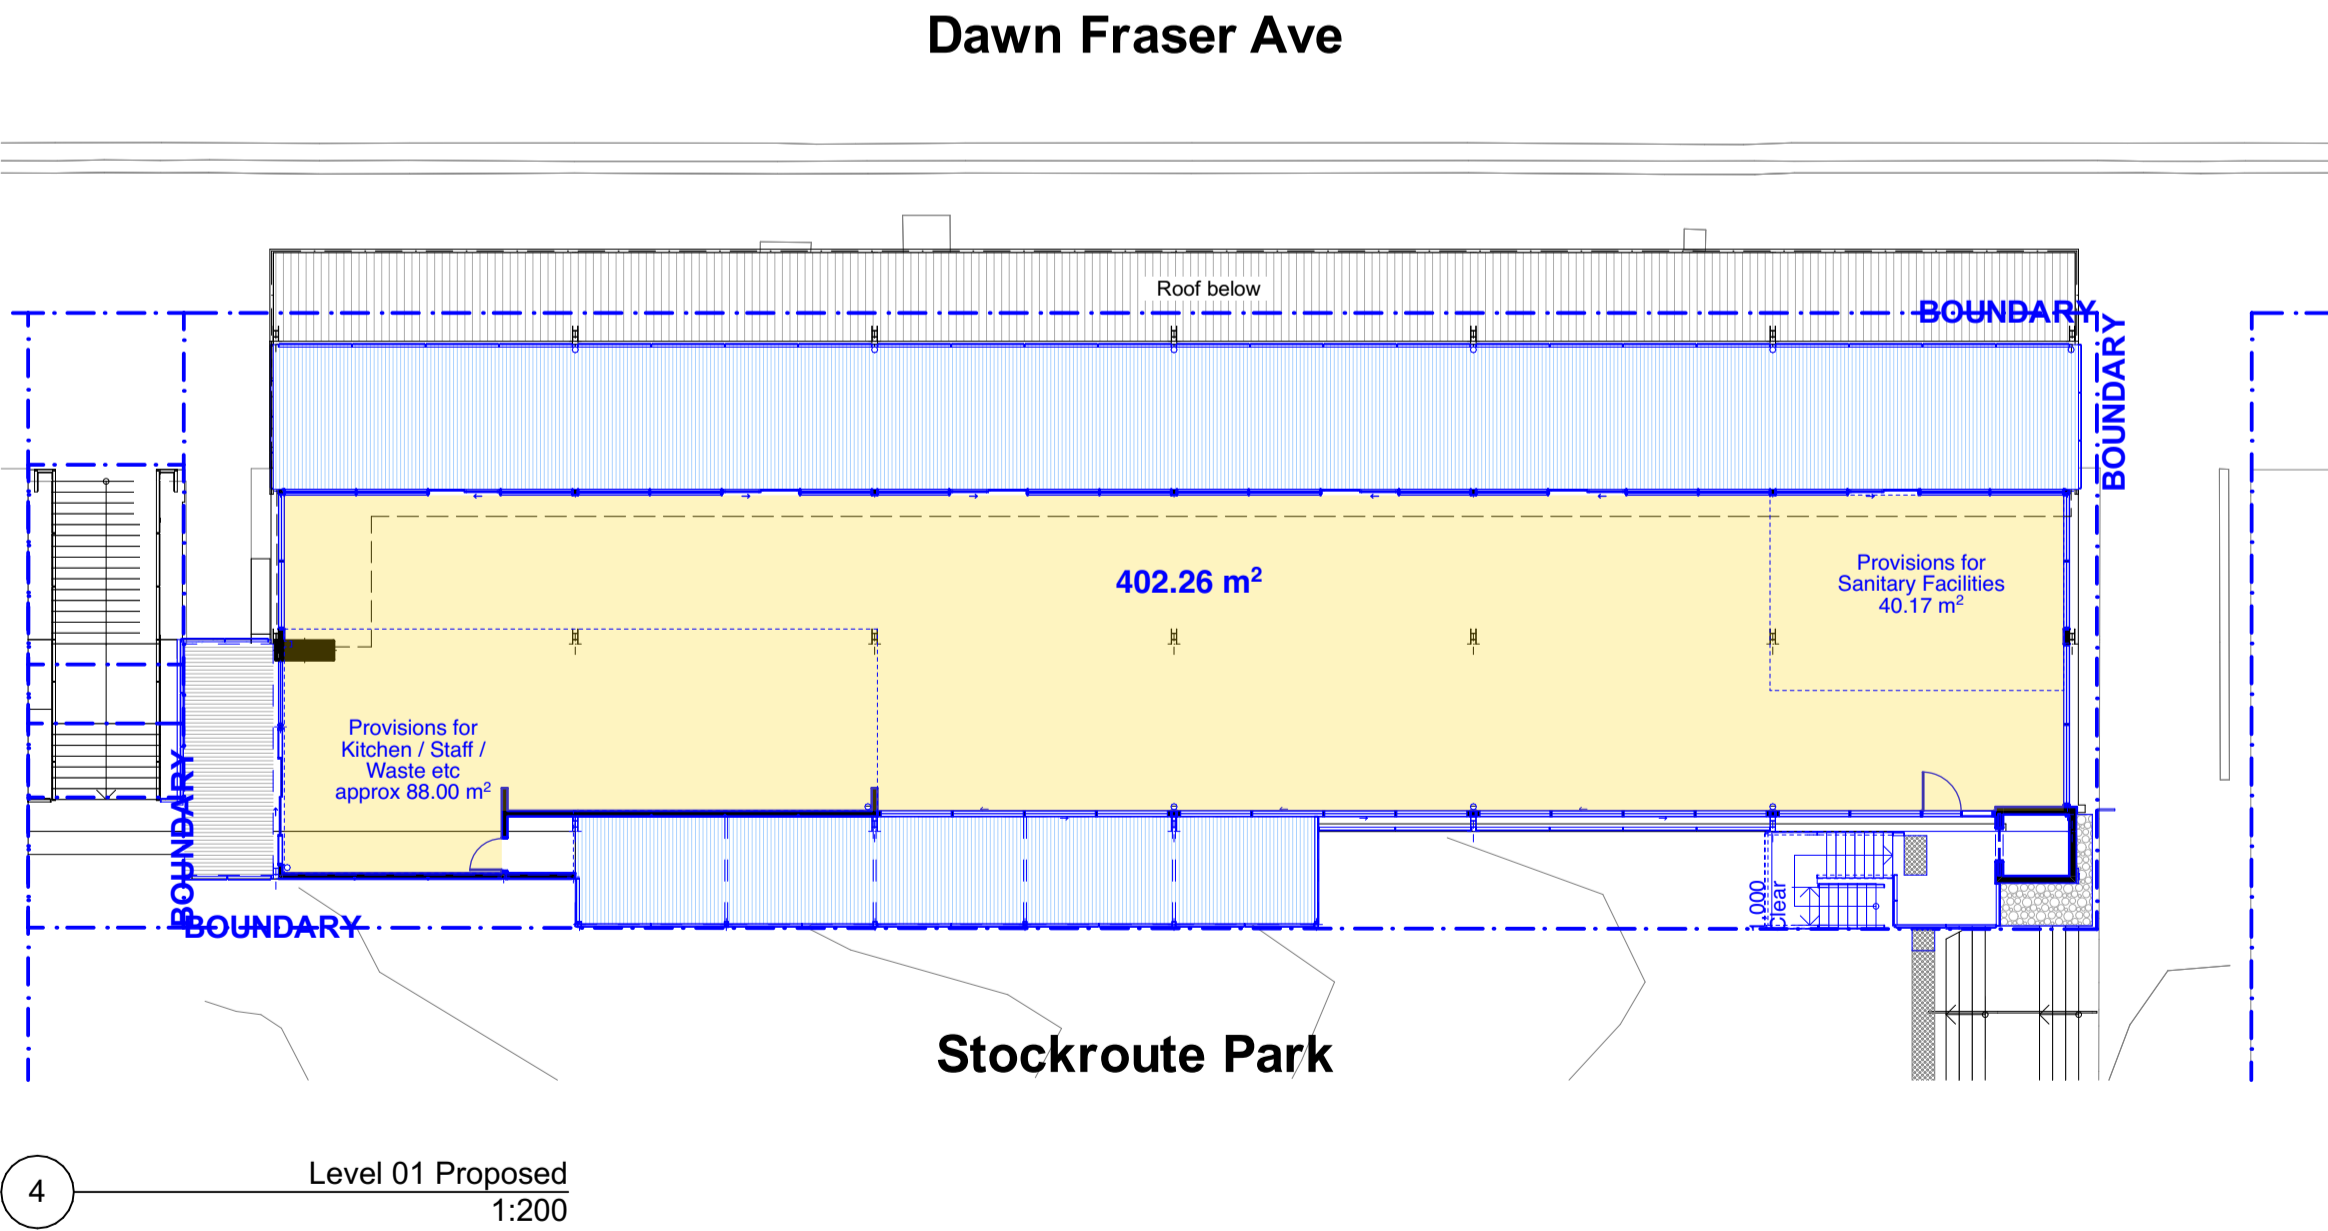 Dawn Fraser Ave
Roof below
BOUNDARY
BOUNDARY
402.26 m²
Provisions for
Sanitary Facilities
40.17 m²
Provisions for
Kitchen / Staff /
Waste etc
approx 88.00 m²
BOUNDARY
BOUNDARY
Clear
Stockroute Park
4
Level 01 Proposed
1:200